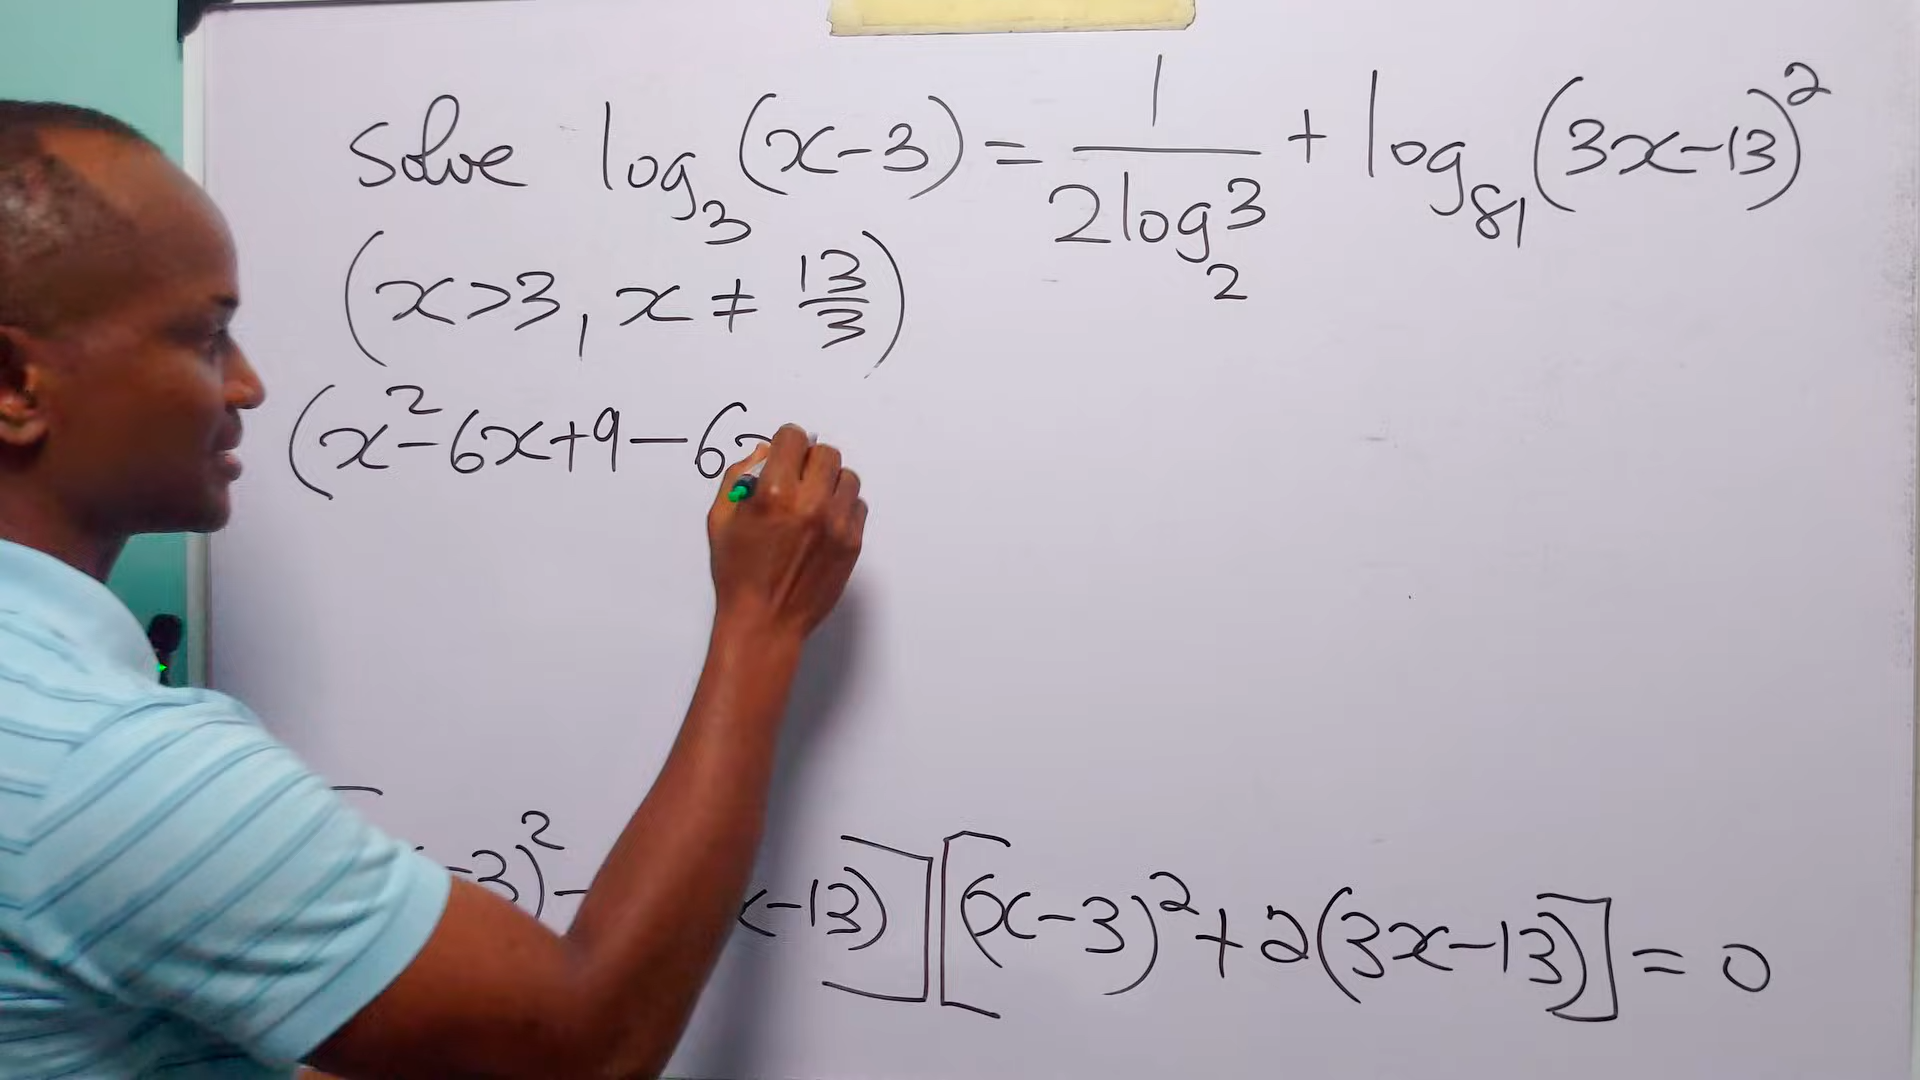 Solve log₃(x-3) = 1/(2log₂3) + log₈₁(3x-13)²
(x>3, x ≠ 13/3)
(x²-6x+9-6x
-3)²- x-13)][(x-3)²+2(3x-13)] = 0